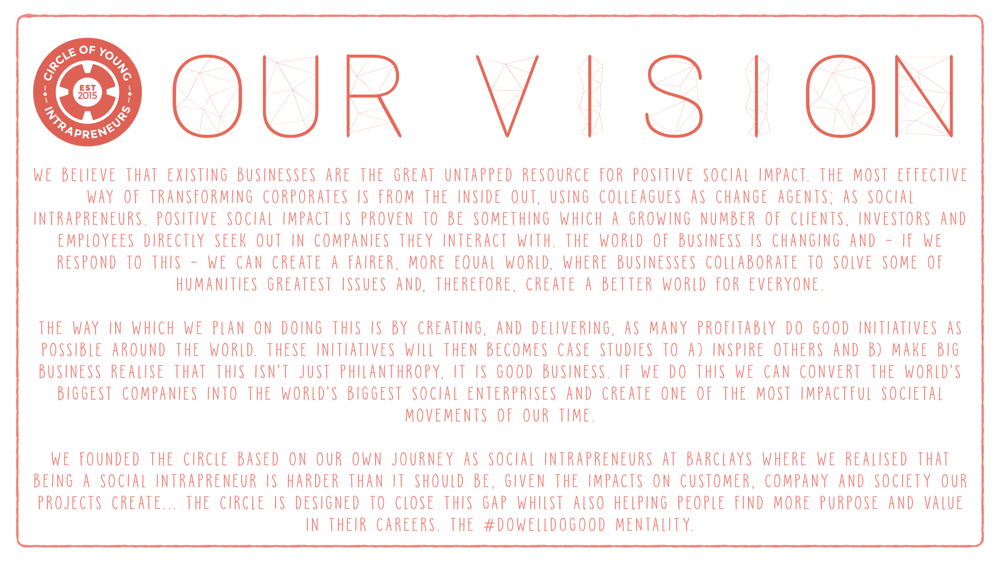 CIRCLE OF YOUNG
INTRAPRENEURS
EST
2015
OUR VISION
WE BELIEVE THAT EXISTING BUSINESSES ARE THE GREAT UNTAPPED RESOURCE FOR POSITIVE SOCIAL IMPACT. THE MOST EFFECTIVE
WAY OF TRANSFORMING CORPORATES IS FROM THE INSIDE OUT, USING COLLEAGUES AS CHANGE AGENTS; AS SOCIAL
INTRAPRENEURS. POSITIVE SOCIAL IMPACT IS PROVEN TO BE SOMETHING WHICH A GROWING NUMBER OF CLIENTS, INVESTORS AND
EMPLOYEES DIRECTLY SEEK OUT IN COMPANIES THEY INTERACT WITH. THE WORLD OF BUSINESS IS CHANGING AND - IF WE
RESPOND TO THIS - WE CAN CREATE A FAIRER, MORE EQUAL WORLD, WHERE BUSINESSES COLLABORATE TO SOLVE SOME OF
HUMANITIES GREATEST ISSUES AND, THEREFORE, CREATE A BETTER WORLD FOR EVERYONE.
THE WAY IN WHICH WE PLAN ON DOING THIS IS BY CREATING, AND DELIVERING, AS MANY PROFITABLY DO GOOD INITIATIVES AS
POSSIBLE AROUND THE WORLD. THESE INITIATIVES WILL THEN BECOMES CASE STUDIES TO A) INSPIRE OTHERS AND B) MAKE BIG
BUSINESS REALISE THAT THIS ISN'T JUST PHILANTHROPY, IT IS GOOD BUSINESS. IF WE DO THIS WE CAN CONVERT THE WORLD'S
BIGGEST COMPANIES INTO THE WORLD'S BIGGEST SOCIAL ENTERPRISES AND CREATE ONE OF THE MOST IMPACTFUL SOCIETAL
MOVEMENTS OF OUR TIME.
WE FOUNDED THE CIRCLE BASED ON OUR OWN JOURNEY AS SOCIAL INTRAPRENEURS AT BARCLAYS WHERE WE REALISED THAT
BEING A SOCIAL INTRAPRENEUR IS HARDER THAN IT SHOULD BE, GIVEN THE IMPACTS ON CUSTOMER, COMPANY AND SOCIETY OUR
PROJECTS CREATE... THE CIRCLE IS DESIGNED TO CLOSE THIS GAP WHILST ALSO HELPING PEOPLE FIND MORE PURPOSE AND VALUE
IN THEIR CAREERS. THE #DOWELLDOGOOD MENTALITY.